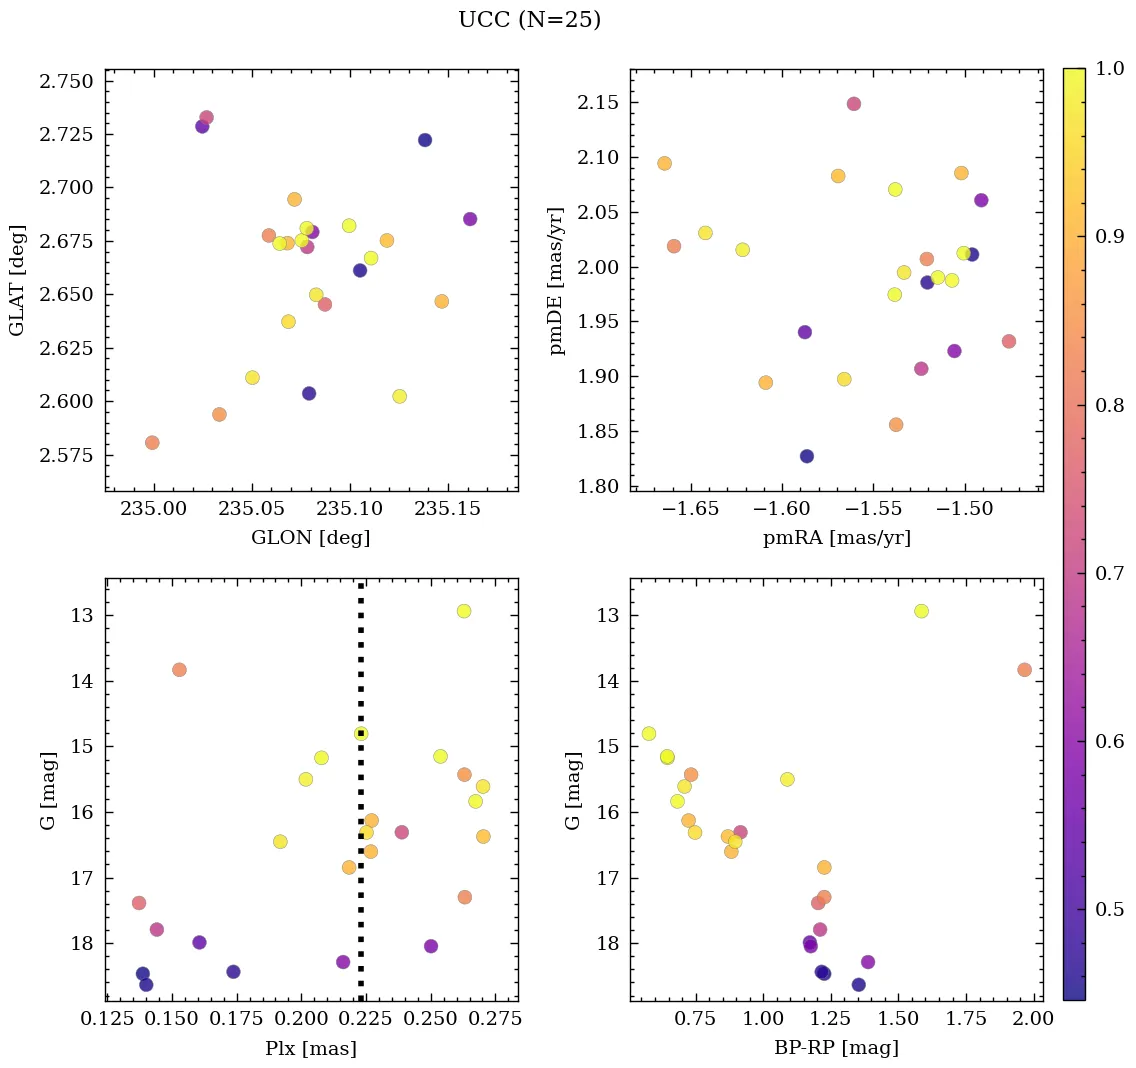 UCC (N=25)
2.750
2.725
2.700
2.675
2.650
2.625
2.600
2.575
GLAT [deg]
235.00 235.05 235.10 235.15
GLON [deg]
2.15
2.10
2.05
2.00
1.95
1.90
1.85
1.80
pmDE [mas/yr]
−1.65 −1.60 −1.55 −1.50
pmRA [mas/yr]
1.0
0.9
0.8
0.7
0.6
0.5
13
14
15
16
17
18
G [mag]
0.125 0.150 0.175 0.200 0.225 0.250 0.275
Plx [mas]
13
14
15
16
17
18
G [mag]
0.75 1.00 1.25 1.50 1.75 2.00
BP-RP [mag]